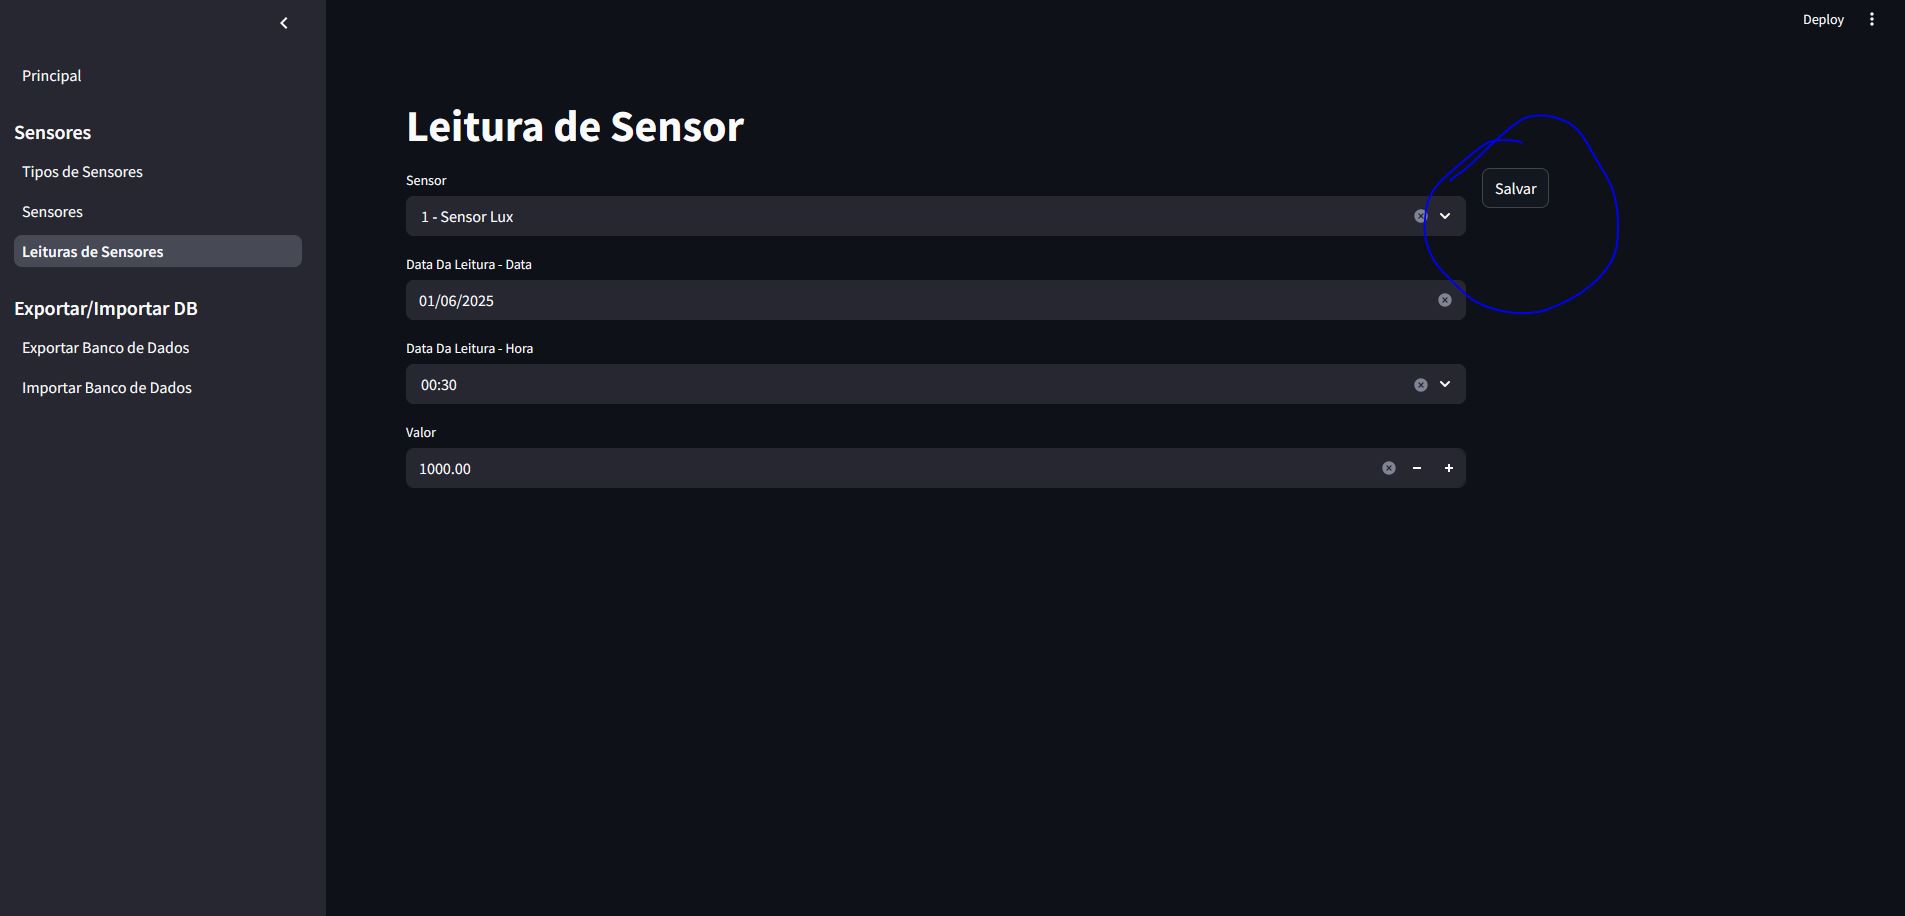 Deploy
Principal
Sensores
Tipos de Sensores
Sensores
Leituras de Sensores
Exportar/Importar DB
Exportar Banco de Dados
Importar Banco de Dados
Leitura de Sensor
Sensor
1 - Sensor Lux
Salvar
Data Da Leitura - Data
01/06/2025
Data Da Leitura - Hora
00:30
Valor
1000.00